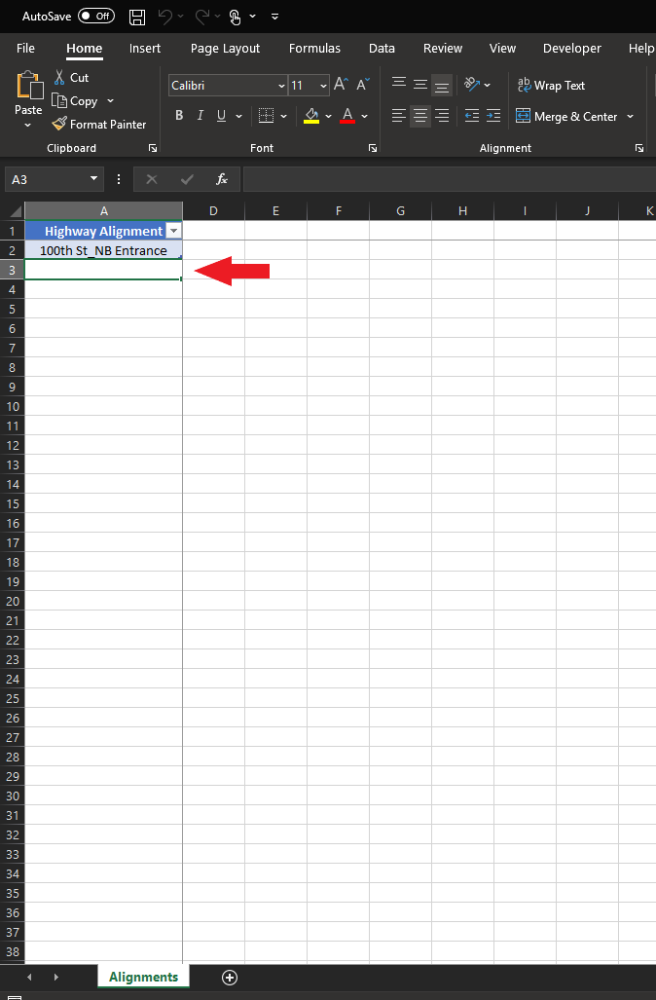 AutoSave Off
File Home Insert Page Layout Formulas Data Review View Developer Help
Paste
Cut
Copy
Format Painter
Clipboard
Calibri 11
A A
B I U A
Font
ab Wrap Text
Merge & Center
Alignment
A3 fx
A D E F G H I J K
1 Highway Alignment
2 100th St_NB Entrance
3
4
5
6
7
8
9
10
11
12
13
14
15
16
17
18
19
20
21
22
23
24
25
26
27
28
29
30
31
32
33
34
35
36
37
38
Alignments